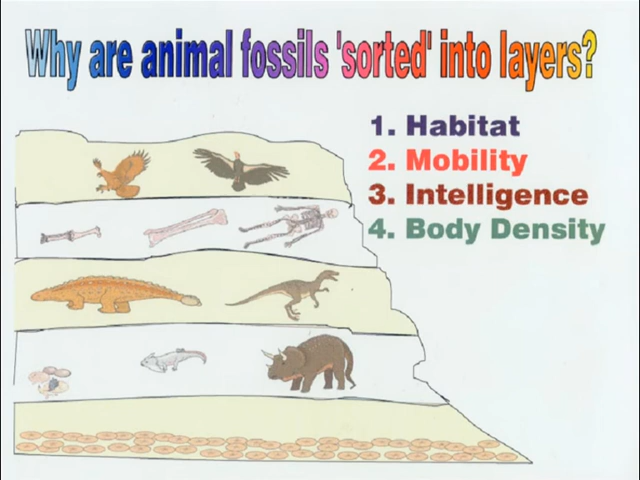 Why are animal fossils 'sorted' into layers?
1. Habitat
2. Mobility
3. Intelligence
4. Body Density